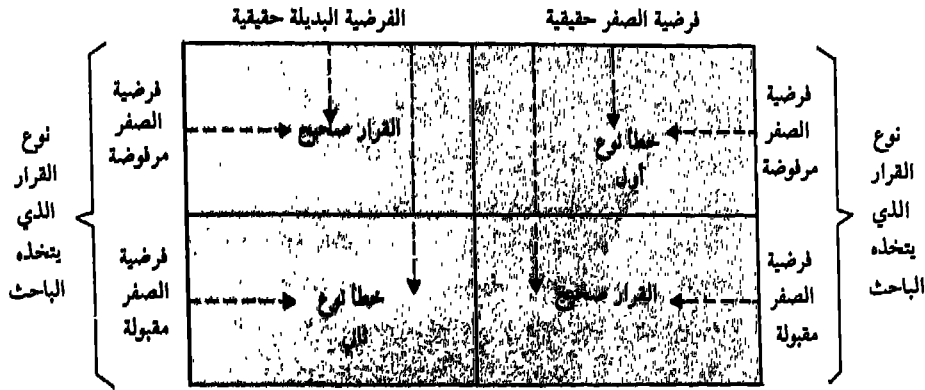 فرضية الصفر حقيقية
الفرضية البديلة حقيقية
نوع
القرار
الذي
يتخذه
الباحث
فرضية
الصفر
مرفوضة
خطأ نوع
أول
القرار صحيح
فرضية
الصفر
مرفوضة
فرضية
الصفر
مقبولة
القرار صحيح
خطأ نوع
فرضية
الصفر
مقبولة
نوع
القرار
الذي
يتخذه
الباحث